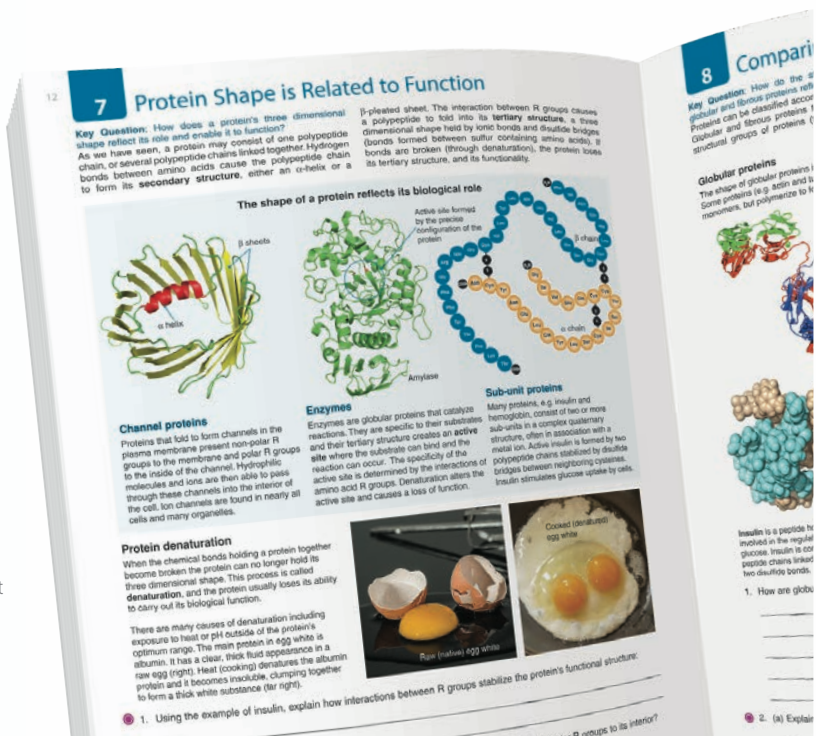 12
7
Protein Shape is Related to Function
Key Question: How does a protein's three dimensional
shape reflect its role and enable it to function?
As we have seen, a protein may consist of one polypeptide
chain, or several polypeptide chains linked together. Hydrogen
bonds between amino acids cause the polypeptide chain
to form its secondary structure, either an α-helix or a
β-pleated sheet. The interaction between R groups causes
a polypeptide to fold into its tertiary structure, a three
dimensional shape held by ionic bonds and disulfide bridges
(bonds formed between sulfur containing amino acids). If
bonds are broken (through denaturation), the protein loses
its tertiary structure, and its functionality.
The shape of a protein reflects its biological role
β sheets
α helix
Active site formed
by the precise
configuration of the
protein
Amylase
β chain
α chain
Channel proteins
Proteins that fold to form channels in the
plasma membrane present non-polar R
groups to the membrane and polar R groups
to the inside of the channel. Hydrophilic
molecules and ions are then able to pass
through these channels into the interior of
the cell. Ion channels are found in nearly all
cells and many organelles.
Enzymes
Enzymes are globular proteins that catalyze
reactions. They are specific to their substrates
and their tertiary structure creates an active
site where the substrate can bind and the
reaction can occur. The specificity of the
active site is determined by the interactions of
amino acid R groups. Denaturation alters the
active site and causes a loss of function.
Sub-unit proteins
Many proteins, e.g. insulin and
hemoglobin, consist of two or more
sub-units in a complex quaternary
structure, often in association with a
metal ion. Active insulin is formed by two
polypeptide chains stabilized by disulfide
bridges between neighboring cysteines.
Insulin stimulates glucose uptake by cells.
Protein denaturation
When the chemical bonds holding a protein together
become broken the protein can no longer hold its
three dimensional shape. This process is called
denaturation, and the protein usually loses its ability
to carry out its biological function.
There are many causes of denaturation including
exposure to heat or pH outside of the protein's
optimum range. The main protein in egg white is
albumin. It has a clear, thick fluid appearance in a
raw egg (right). Heat (cooking) denatures the albumin
protein and it becomes insoluble, clumping together
to form a thick white substance (far right).
Raw (native) egg white
Cooked (denatured)
egg white
1. Using the example of insulin, explain how interactions between R groups stabilize the protein's functional structure:
R groups to its interior?
8
Compari
Key Question: How do the
globular and fibrous proteins
Proteins can be classified
Globular and fibrous proteins
structural groups of proteins
Globular proteins
The shape of globular proteins
Some proteins (e.g. actin and
monomers, but polymerize to
Insulin is a peptide
involved in the
glucose. Insulin is
peptide chains linked
two disulfide bonds.
1. How are
2. (a) Explain
t